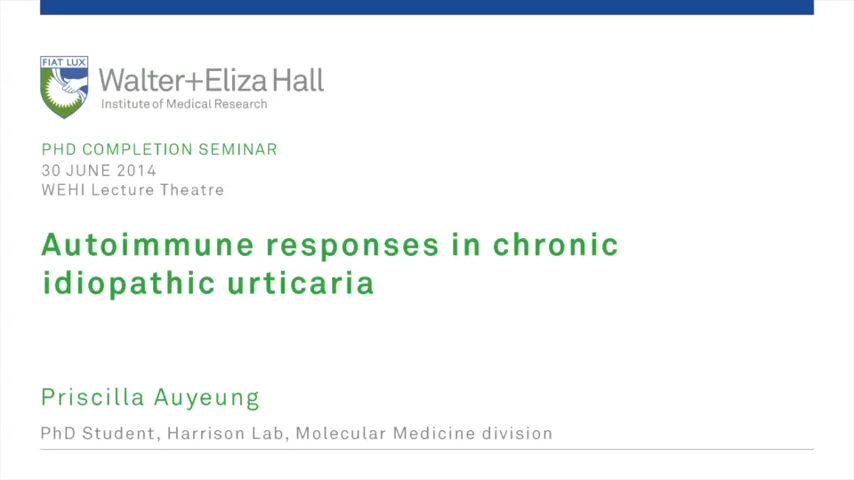 FIAT LUX
Walter+Eliza Hall
Institute of Medical Research
PHD COMPLETION SEMINAR
30 JUNE 2014
WEHI Lecture Theatre
Autoimmune responses in chronic
idiopathic urticaria
Priscilla Auyeung
PhD Student, Harrison Lab, Molecular Medicine division